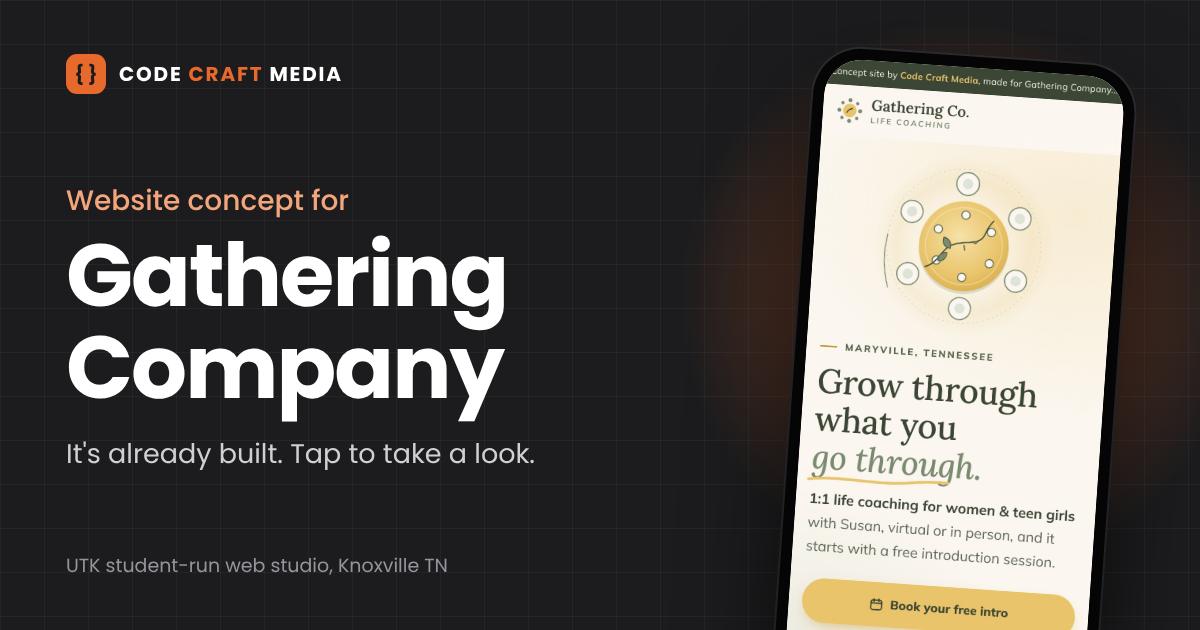 { } CODE CRAFT MEDIA
Website concept for
Gathering
Company
It's already built. Tap to take a look.
UTK student-run web studio, Knoxville TN
oncept site by Code Craft Media, made for Gathering Company...
Gathering Co.
LIFE COACHING
MARYVILLE, TENNESSEE
Grow through
what you
go through.
1:1 life coaching for women & teen girls
with Susan, virtual or in person, and it
starts with a free introduction session.
Book your free intro